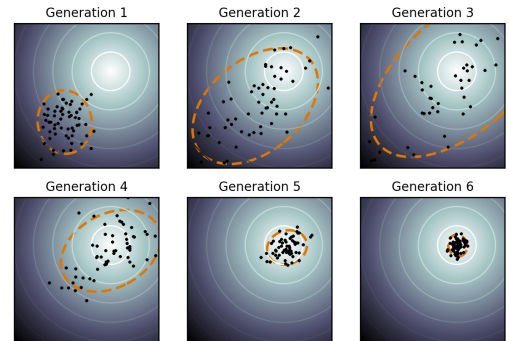 Generation 1
Generation 2
Generation 3
Generation 4
Generation 5
Generation 6